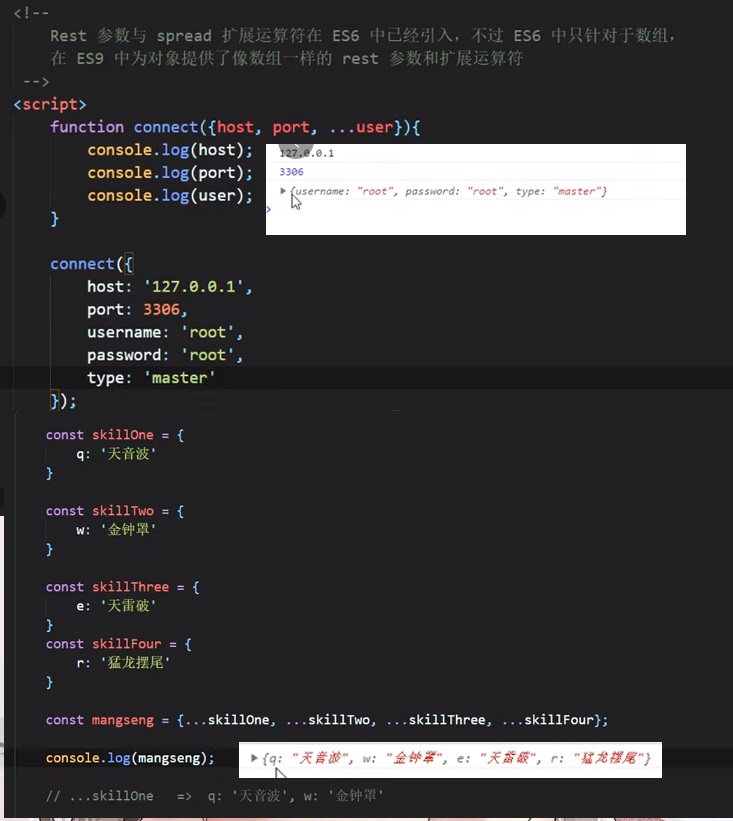 <!--
Rest 参数与 spread 扩展运算符在 ES6 中已经引入，不过 ES6 中只针对于数组，
在 ES9 中为对象提供了像数组一样的 rest 参数和扩展运算符
-->
<script>
function connect({host, port, ...user}){
console.log(host);
console.log(port);
console.log(user);
}
127.0.0.1
3306
{username: "root", password: "root", type: "master"}
connect({
host: '127.0.0.1',
port: 3306,
username: 'root',
password: 'root',
type: 'master'
});
const skillOne = {
q: '天音波'
}
const skillTwo = {
w: '金钟罩'
}
const skillThree = {
e: '天雷破'
}
const skillFour = {
r: '猛龙摆尾'
}
const mangseng = {...skillOne, ...skillTwo, ...skillThree, ...skillFour};
console.log(mangseng);
{q: "天音波", w: "金钟罩", e: "天雷破", r: "猛龙摆尾"}
// ...skillOne => q: '天音波', w: '金钟罩'